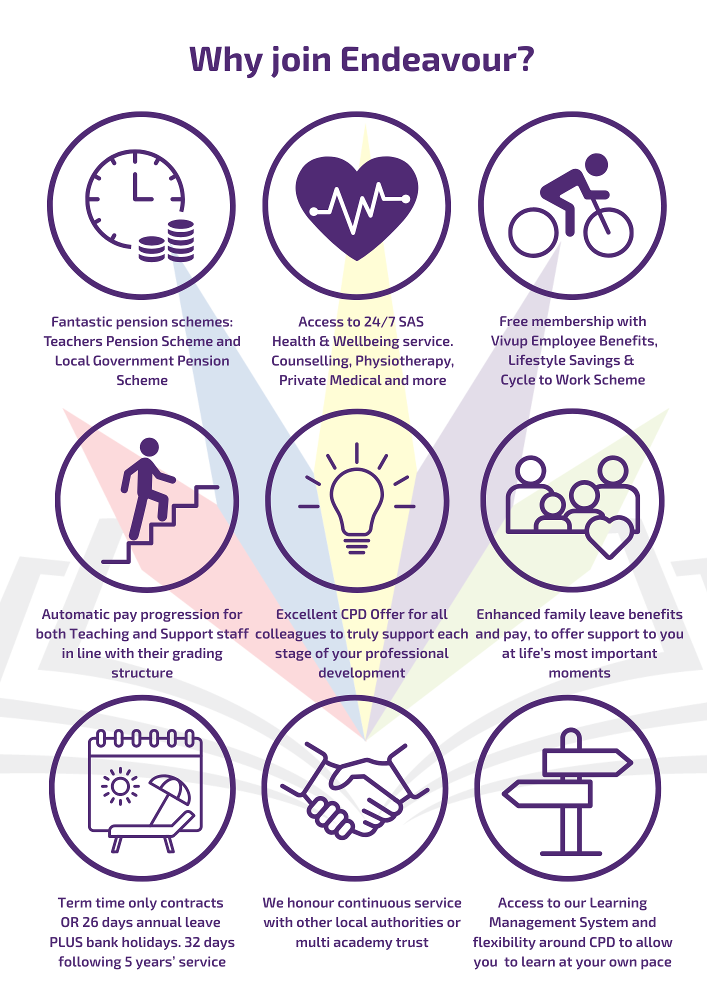 Why join Endeavour?
Fantastic pension schemes:
Teachers Pension Scheme and
Local Government Pension
Scheme
Access to 24/7 SAS
Health & Wellbeing service.
Counselling, Physiotherapy,
Private Medical and more
Free membership with
Vivup Employee Benefits,
Lifestyle Savings &
Cycle to Work Scheme
Automatic pay progression for
both Teaching and Support staff
in line with their grading
structure
Excellent CPD Offer for all
colleagues to truly support each
stage of your professional
development
Enhanced family leave benefits
and pay, to offer support to you
at life’s most important
moments
Term time only contracts
OR 26 days annual leave
PLUS bank holidays. 32 days
following 5 years’ service
We honour continuous service
with other local authorities or
multi academy trust
Access to our Learning
Management System and
flexibility around CPD to allow
you  to learn at your own pace